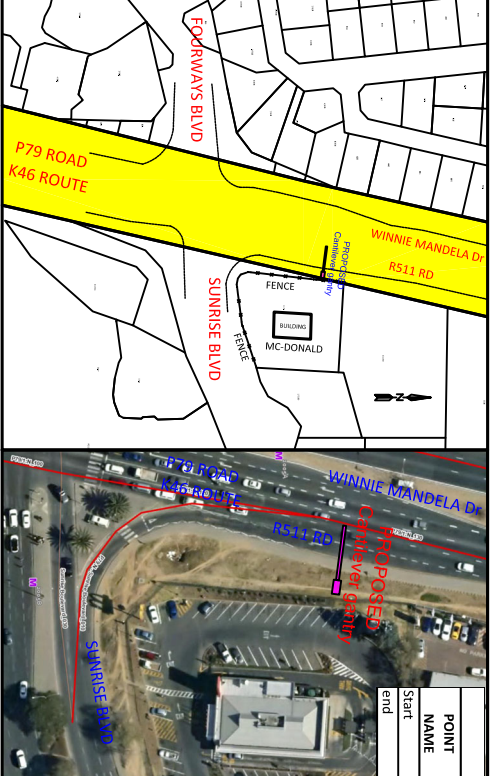 FOURWAYS BLVD
P79 ROAD
K46 ROUTE
WINNIE MANDELA Dr
R511 RD
PROPOSED
Cantilever gantry
FENCE
BUILDING
MC-DONALD
FENCE
SUNRISE BLVD
N
P79 ROAD
K46 ROUTE
WINNIE MANDELA Dr
R511 RD
PROPOSED
Cantilever gantry
SUNRISE BLVD
M
M
POINT
NAME
Start
end